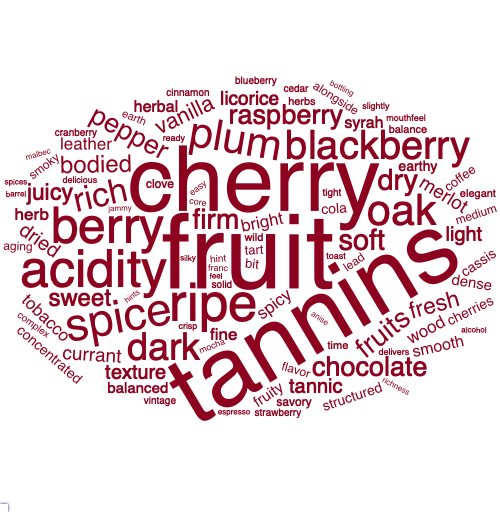 blueberry
cinnamon
licorice
cedar
herbs
alongside
bottling
slightly
herbal
vanilla
raspberry
syrah
mouthfeel
balance
earth
pepper
plum
ready
cranberry
leather
blackberry
malbec
smoky
bodied
cherry
earthy
coffee
spices
delicious
clove
easy
tight
dry
merlot
elegant
barrel
juicy
rich
core
cola
oak
medium
herb
jammy
berry
firm
bright
light
dried
fruit
wild
soft
tannins
aging
acidity
silky
hint
tart
franc
bit
feel
toast
lead
cassis
solid
dense
sweet.
hints
ripe
spicy
fresh
tobacco
complex
spice
crisp
anise
fruits
wood
cherries
alcohol
concentrated
currant
dark
fine
mocha
time
delivers
smooth
texture
flavor
chocolate
balanced
fruity
tannic
structured
richness
vintage
savory
espresso
strawberry